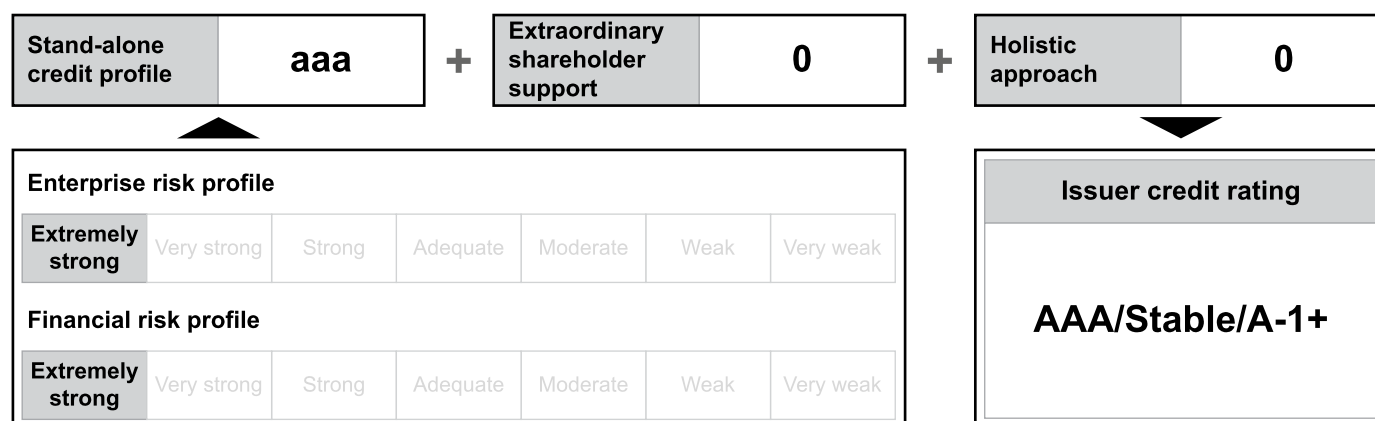 Stand-alone
credit profile
aaa
+
Extraordinary
shareholder
support
0
+
Holistic
approach
0
Enterprise risk profile
Extremely
strong
Very strong
Strong
Adequate
Moderate
Weak
Very weak
Financial risk profile
Extremely
strong
Very strong
Strong
Adequate
Moderate
Weak
Very weak
Issuer credit rating
AAA/Stable/A-1+